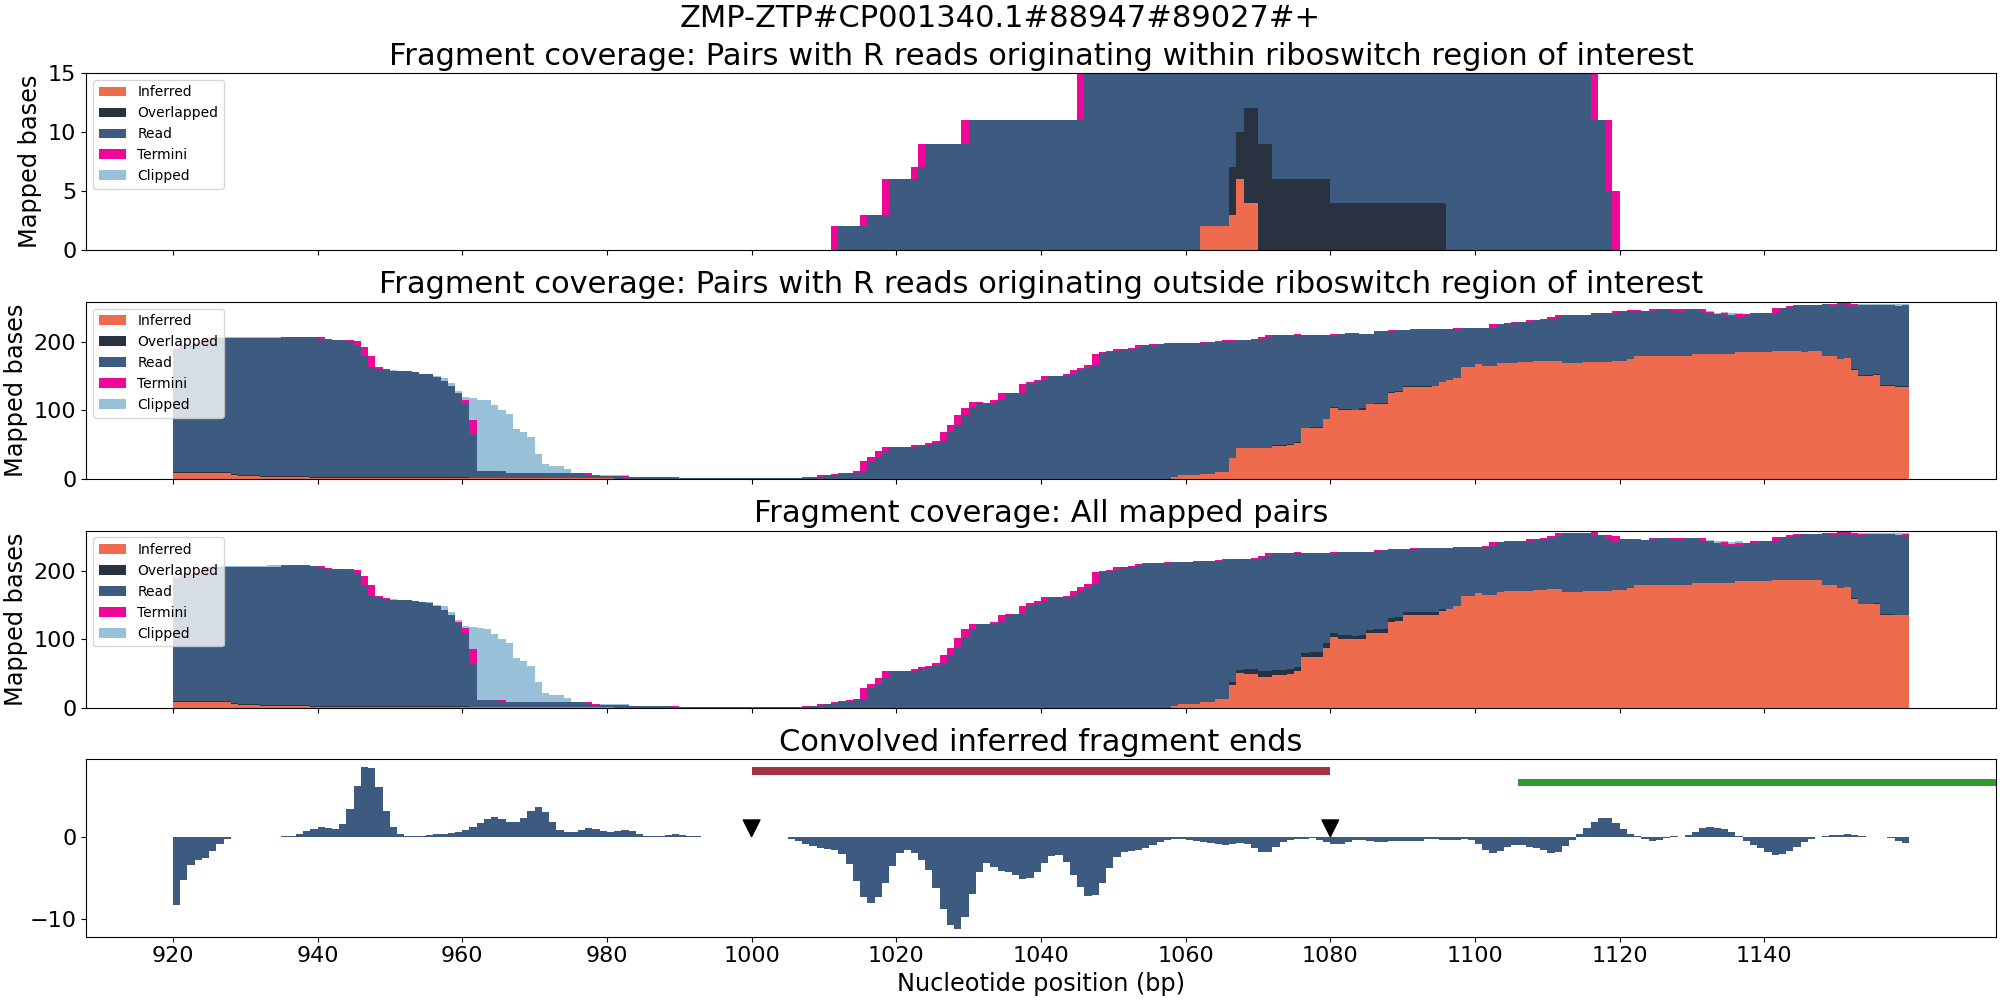 ZMP-ZTP#CP001340.1#88947#89027#+
Fragment coverage: Pairs with R reads originating within riboswitch region of interest
Mapped bases
15
10
5
0
Inferred
Overlapped
Read
Termini
Clipped
Fragment coverage: Pairs with R reads originating outside riboswitch region of interest
Mapped bases
200
100
0
Inferred
Overlapped
Read
Termini
Clipped
Fragment coverage: All mapped pairs
Mapped bases
200
100
0
Inferred
Overlapped
Read
Termini
Clipped
Convolved inferred fragment ends
0
−10
920 940 960 980 1000 1020 1040 1060 1080 1100 1120 1140
Nucleotide position (bp)